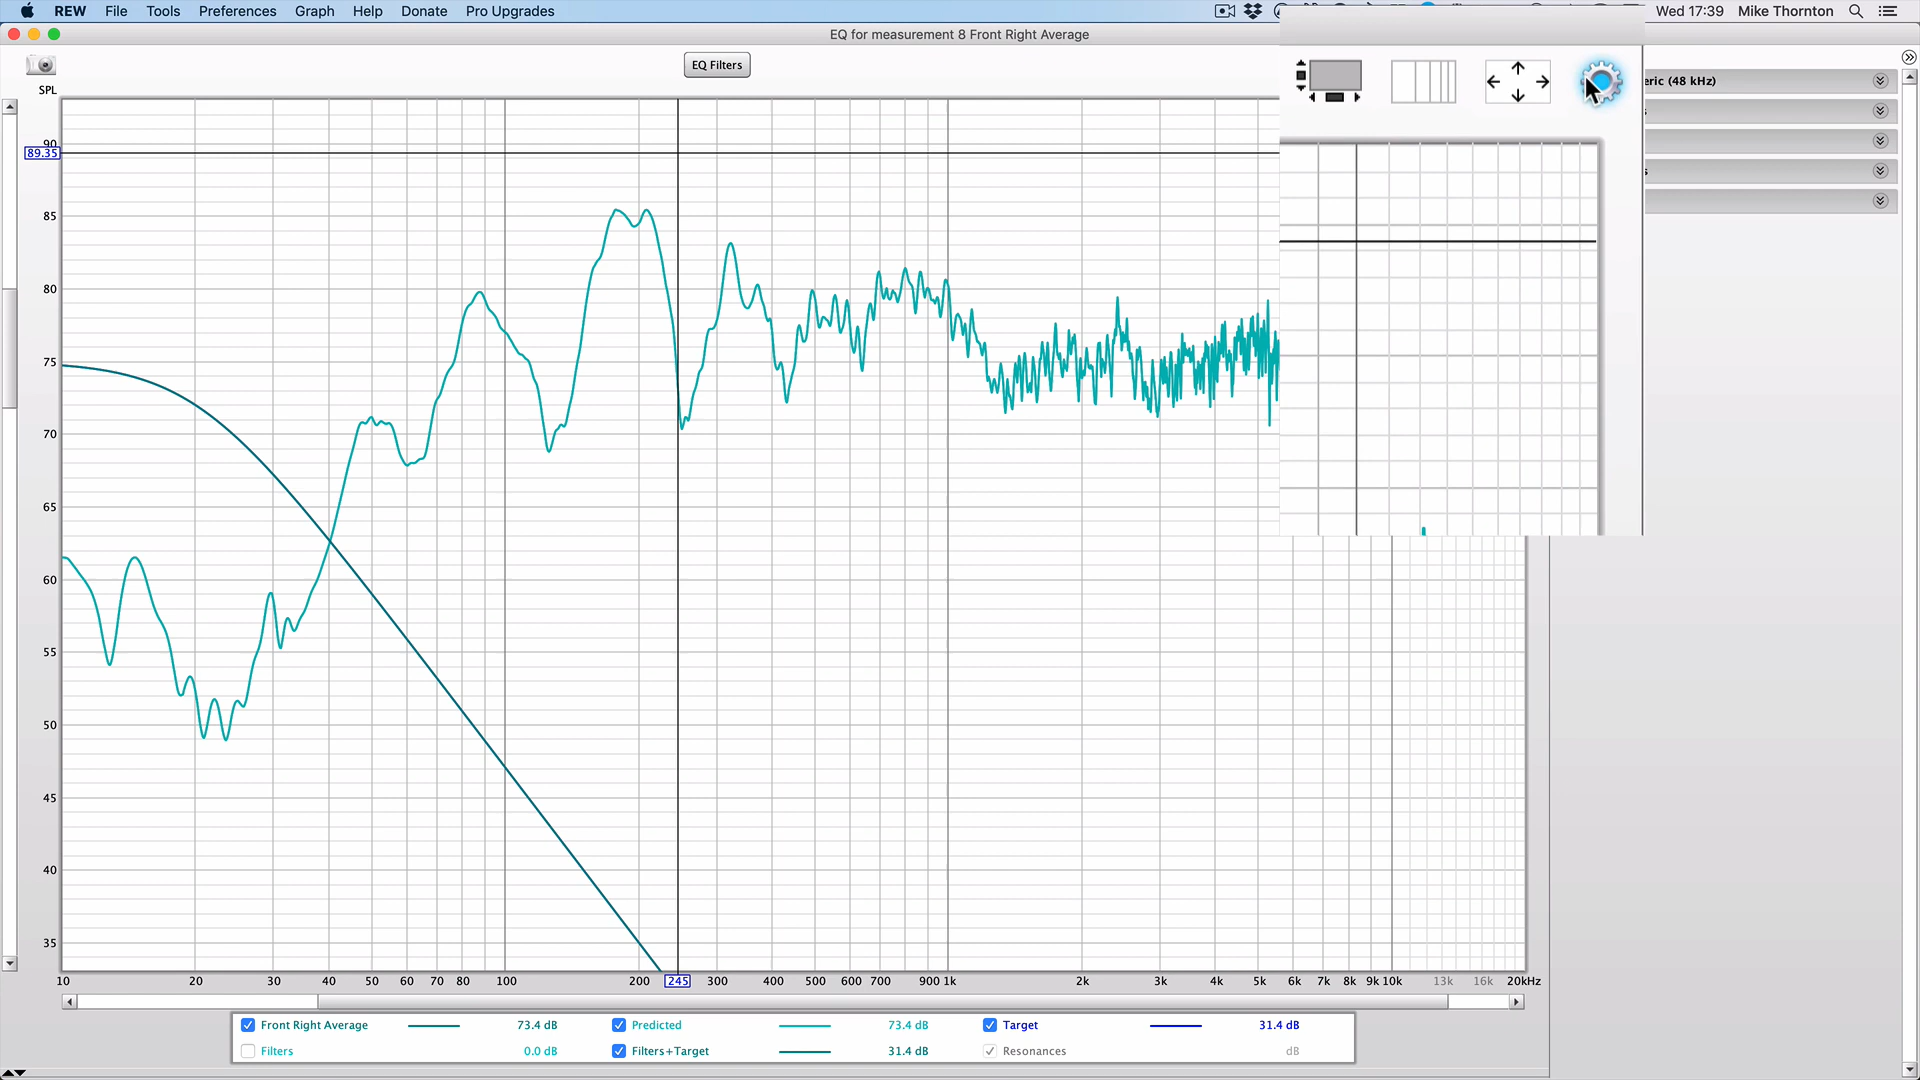 REW File Tools Preferences Graph Help Donate Pro Upgrades Wed 17:39 Mike Thornton
EQ for measurement 8 Front Right Average
EQ Filters
SPL
eric (48 kHz)
s
90
89.35
85
80
75
70
65
60
55
50
45
40
35
10 20 30 40 50 60 70 80 100 200 245 300 400 500 600 700 900 1k 2k 3k 4k 5k 6k 7k 8k 9k 10k 13k 16k 20kHz
Front Right Average 73.4 dB Predicted 73.4 dB Target 31.4 dB
Filters 0.0 dB Filters+Target 31.4 dB Resonances dB